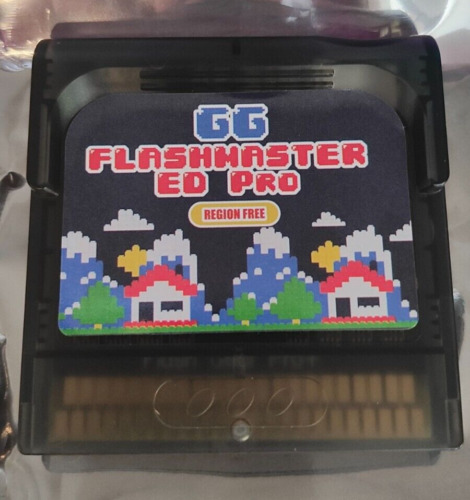 GG
FLASHMASTER
ED PRO
REGION FREE